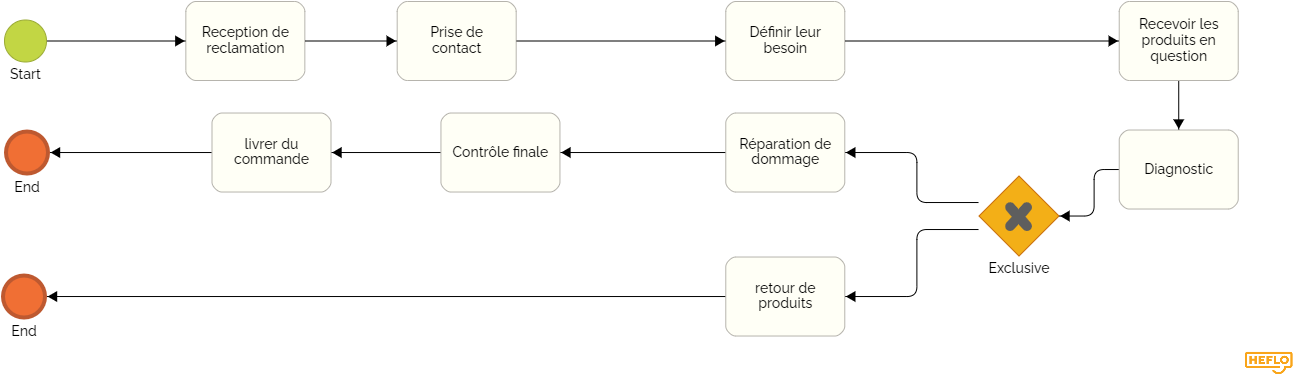 Start
Reception de
reclamation
Prise de
contact
Définir leur
besoin
Recevoir les
produits en
question
Diagnostic
Exclusive
Réparation de
dommage
Contrôle finale
livrer du
commande
End
retour de
produits
End
HEFLO